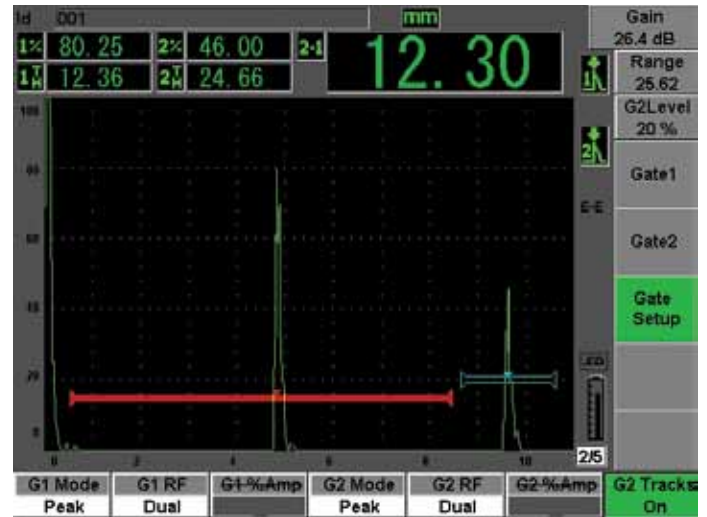 Id 001 mm
1% 80.25 2% 46.00 2-1 12.30
1 12.36 2 24.66
Gain
26.4 dB
Range
25.62
G2Level
20 %
Gate1
Gate2
Gate
Setup
E-E
100
80
60
40
20
0
0 2 4 6 8 10
2/5
G1 Mode G1 RF G1 %Amp G2 Mode G2 RF G2 %Amp G2 Tracks
Peak Dual Peak Dual On